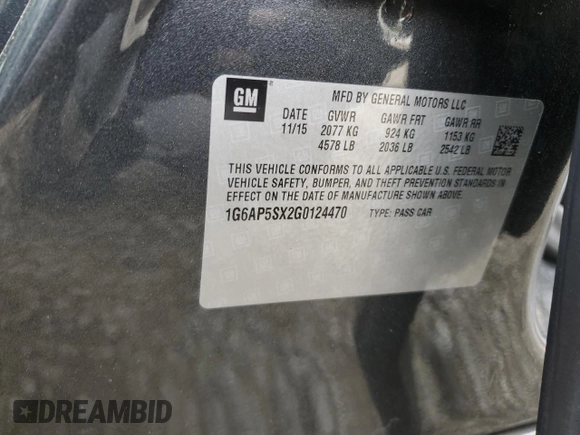 GM
®
MFD BY GENERAL MOTORS LLC
DATE GVWR GAWR FRT GAWR RR
11/15 2077 KG 924 KG 1153 KG
4578 LB 2036 LB 2542 LB
THIS VEHICLE CONFORMS TO ALL APPLICABLE U.S. FEDERAL MOTOR
VEHICLE SAFETY, BUMPER, AND THEFT PREVENTION STANDARDS IN
EFFECT ON THE DATE OF MANUFACTURE SHOWN ABOVE.
1G6AP5SX2G0124470 TYPE: PASS CAR
DREAMBID